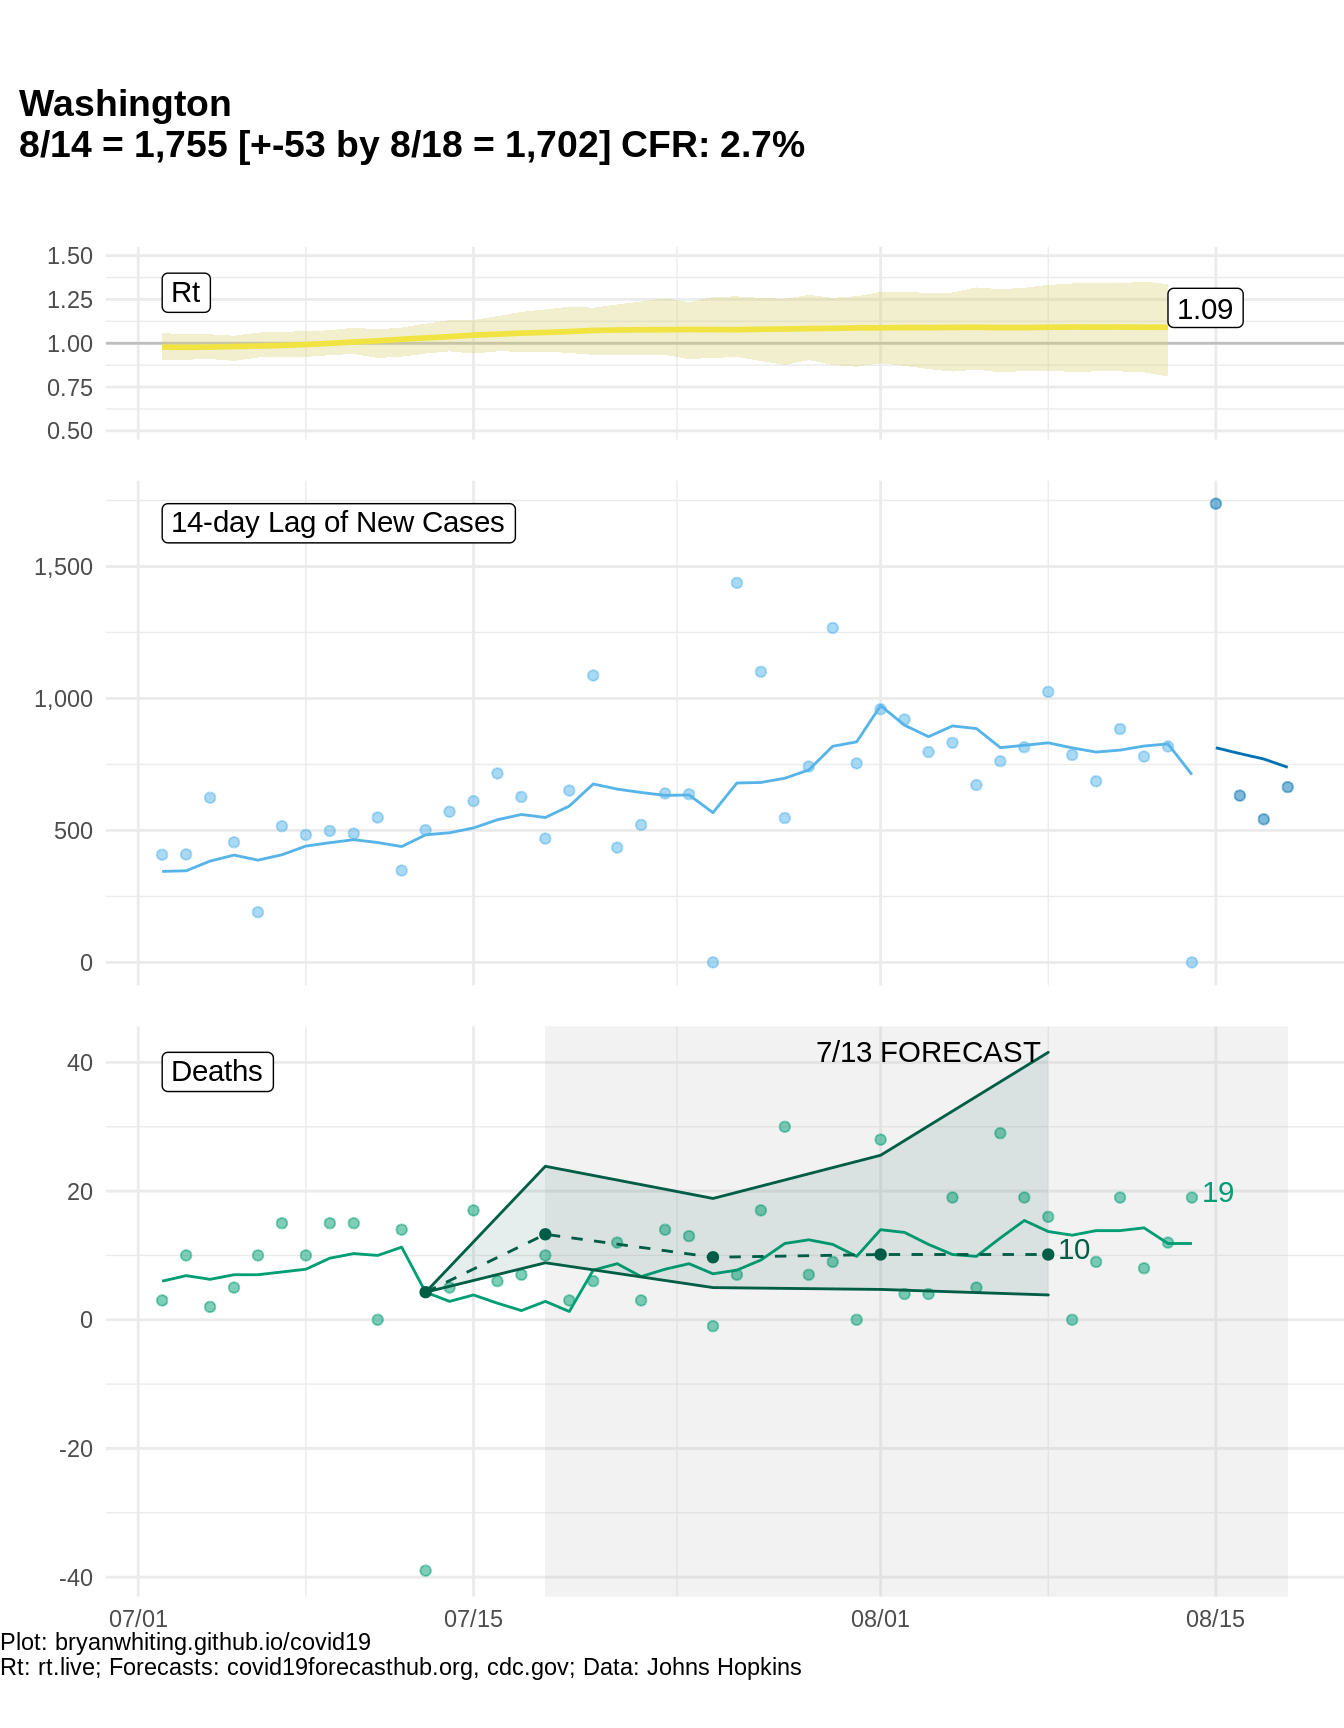 Washington
8/14 = 1,755 [+-53 by 8/18 = 1,702] CFR: 2.7%
1.50
1.25
1.00
0.75
0.50
Rt
1.09
14-day Lag of New Cases
1,500
1,000
500
0
Deaths
7/13 FORECAST
40
20
0
-20
-40
19
10
07/01
07/15
08/01
08/15
Plot: bryanwhiting.github.io/covid19
Rt: rt.live; Forecasts: covid19forecasthub.org, cdc.gov; Data: Johns Hopkins